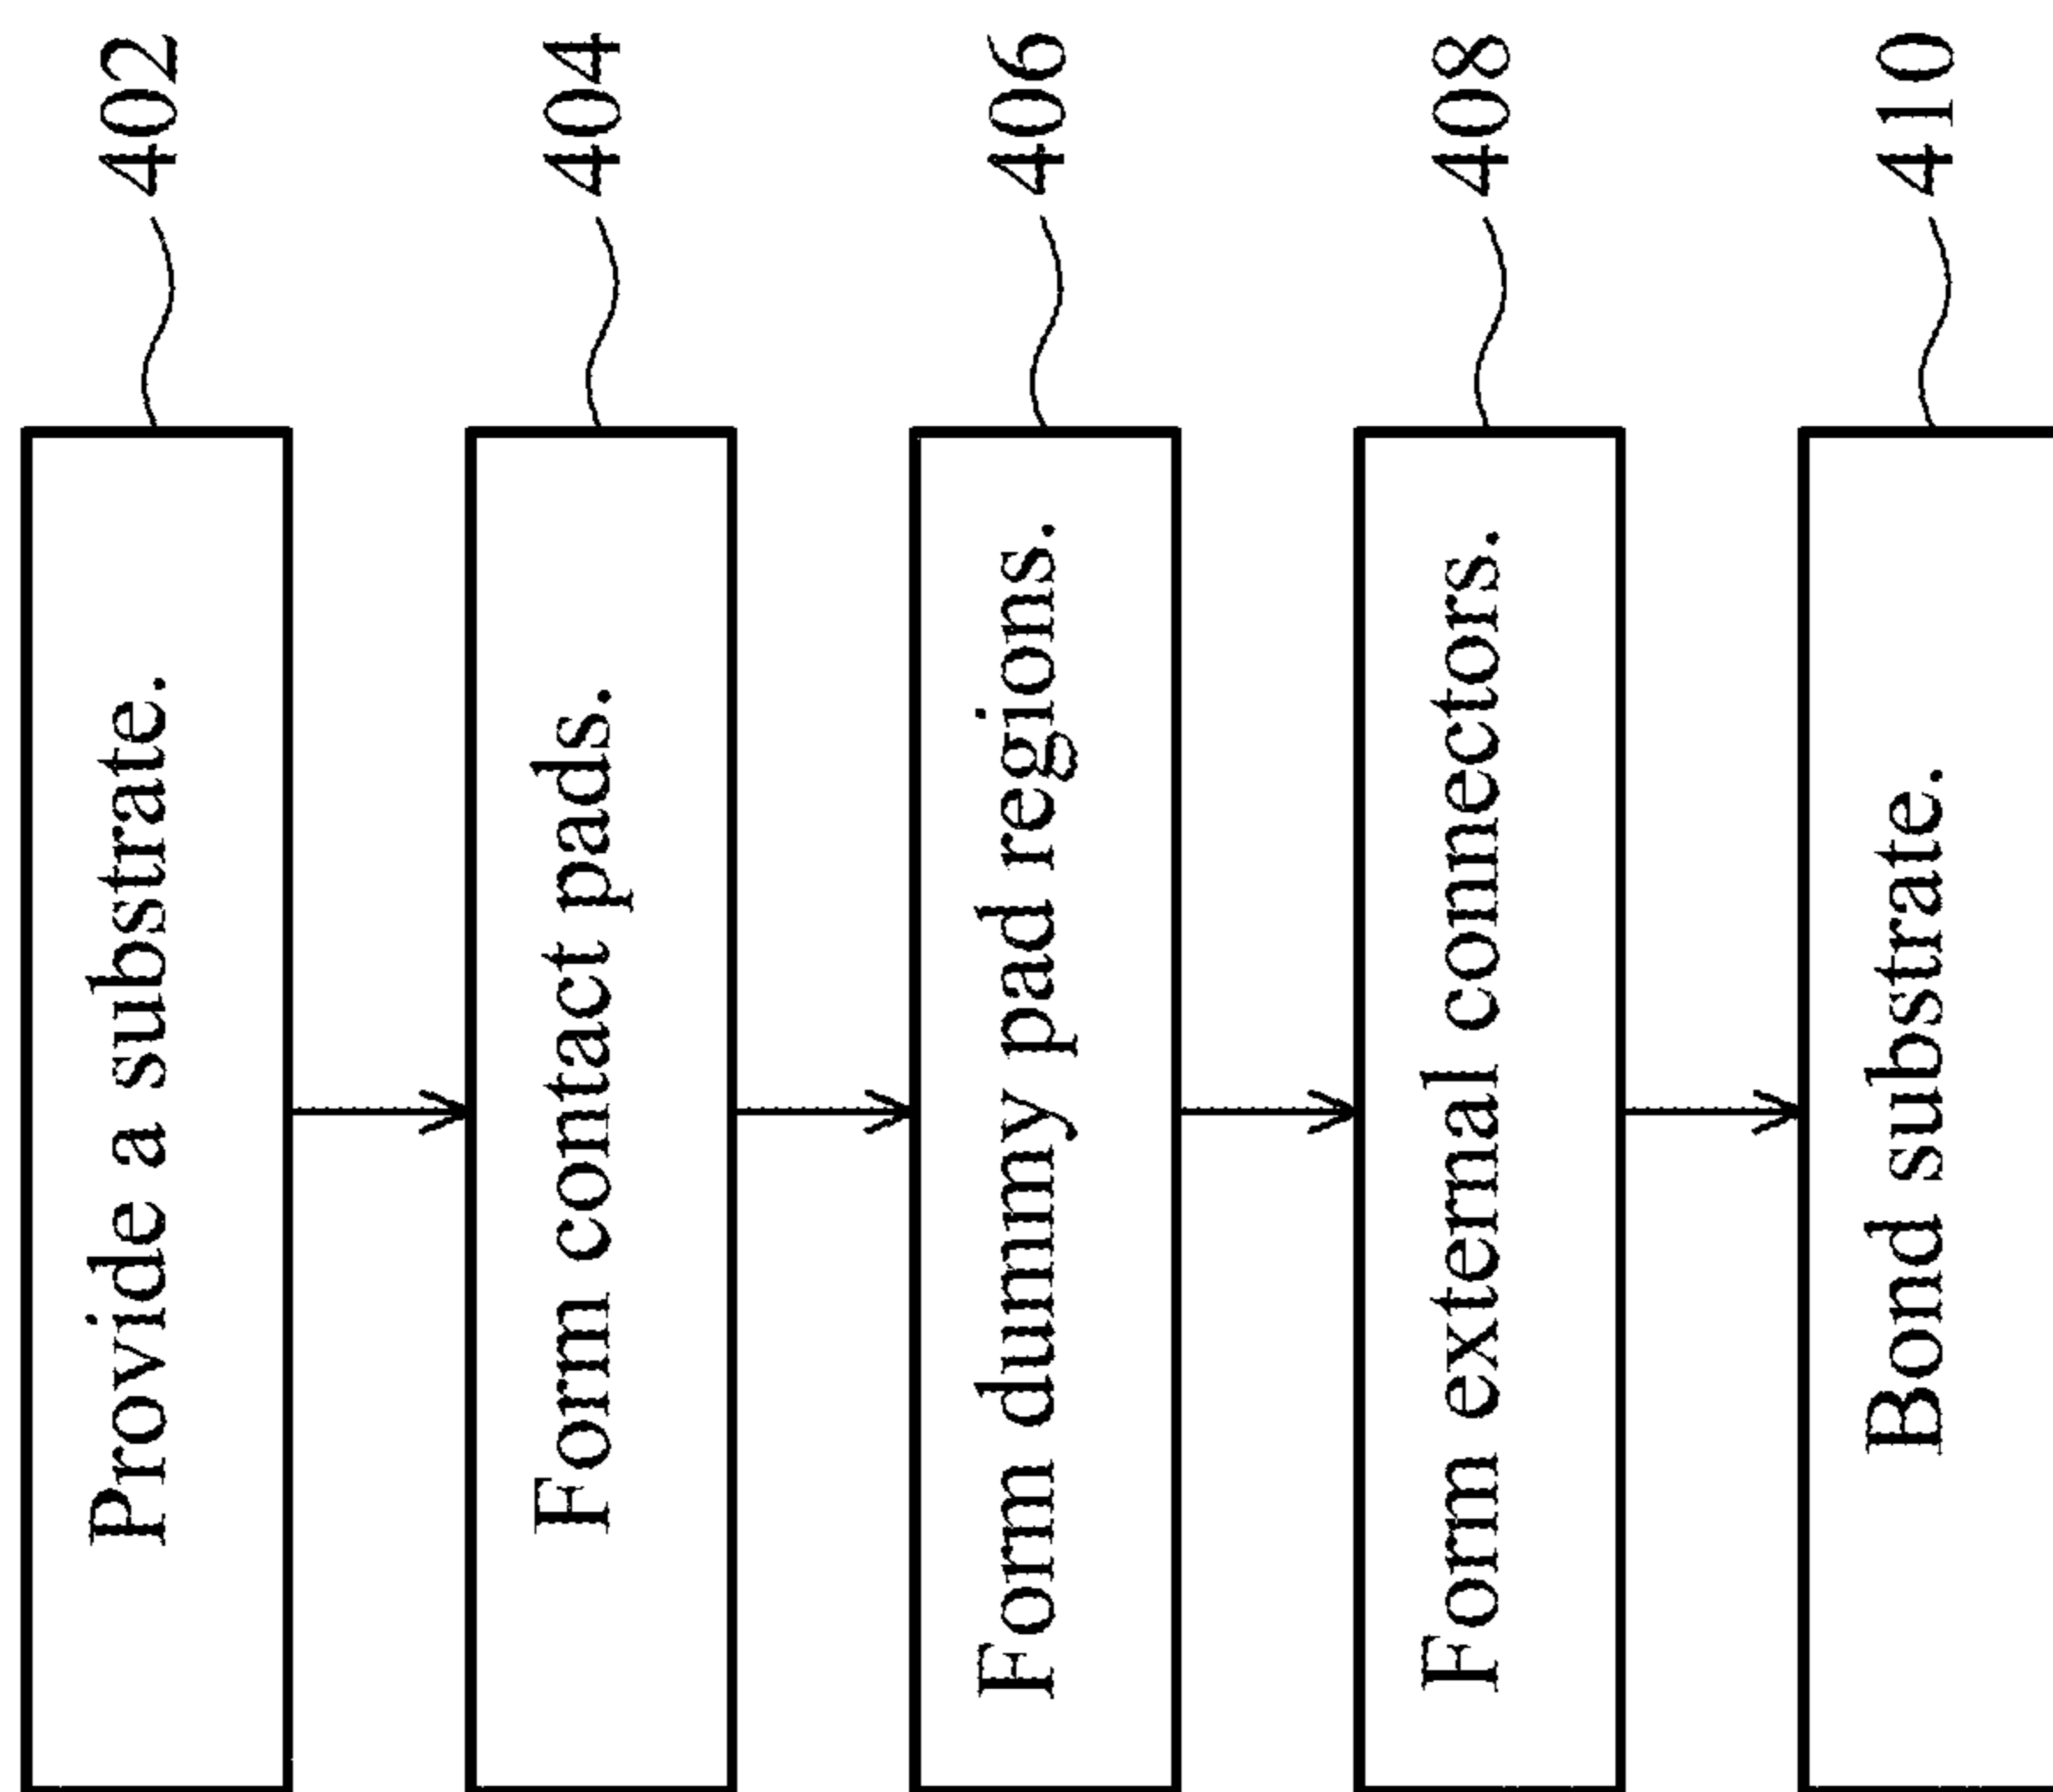 Provide a substrate.
402
Form contact pads.
404
Form dummy pad regions.
406
Form external connectors.
408
Bond substrate.
410